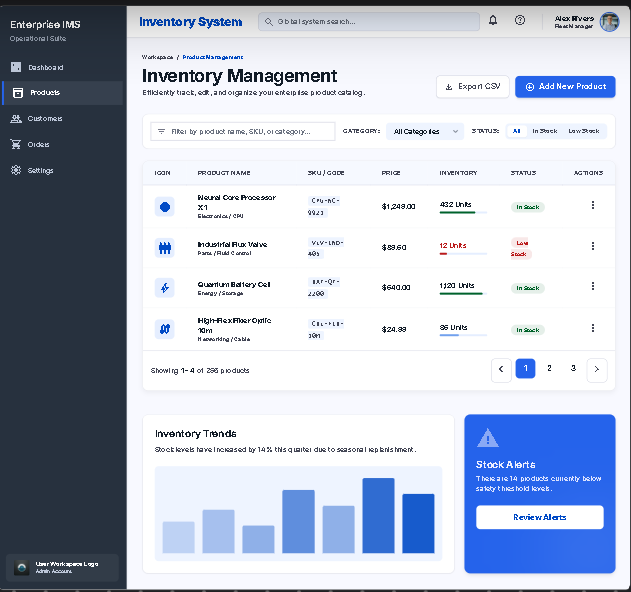 Enterprise IMS
Operational Suite
Dashboard
Products
Customers
Orders
Settings
User Workspace Logo
Admin Account
Inventory System
Global system search...
Alex Rivers
Fleet Manager
Workspace / Product Management
Inventory Management
Efficiently track, edit, and organize your enterprise product catalog.
Export CSV
Add New Product
Filter by product name, SKU, or category...
CATEGORY:
All Categories
STATUS:
All
In Stock
Low Stock
ICON PRODUCT NAME SKU / CODE PRICE INVENTORY STATUS ACTIONS
Neural Core Processor
X1
Electronics / CPU
9921
$1,249.00
432 Units
In Stock
Industrial Flux Valve
Parts / Fluid Control
$89.50
12 Units
Low
Stock
Quantum Battery Cell
Energy / Storage
2200
$640.00
1,120 Units
In Stock
High-Flex Fiber Optic
10m
Networking / Cable
$24.99
86 Units
In Stock
Showing 1-4 of 256 products
1 2 3
Inventory Trends
Stock levels have increased by 14% this quarter due to seasonal replenishment.
Stock Alerts
There are 14 products currently below
safety threshold levels.
Review Alerts